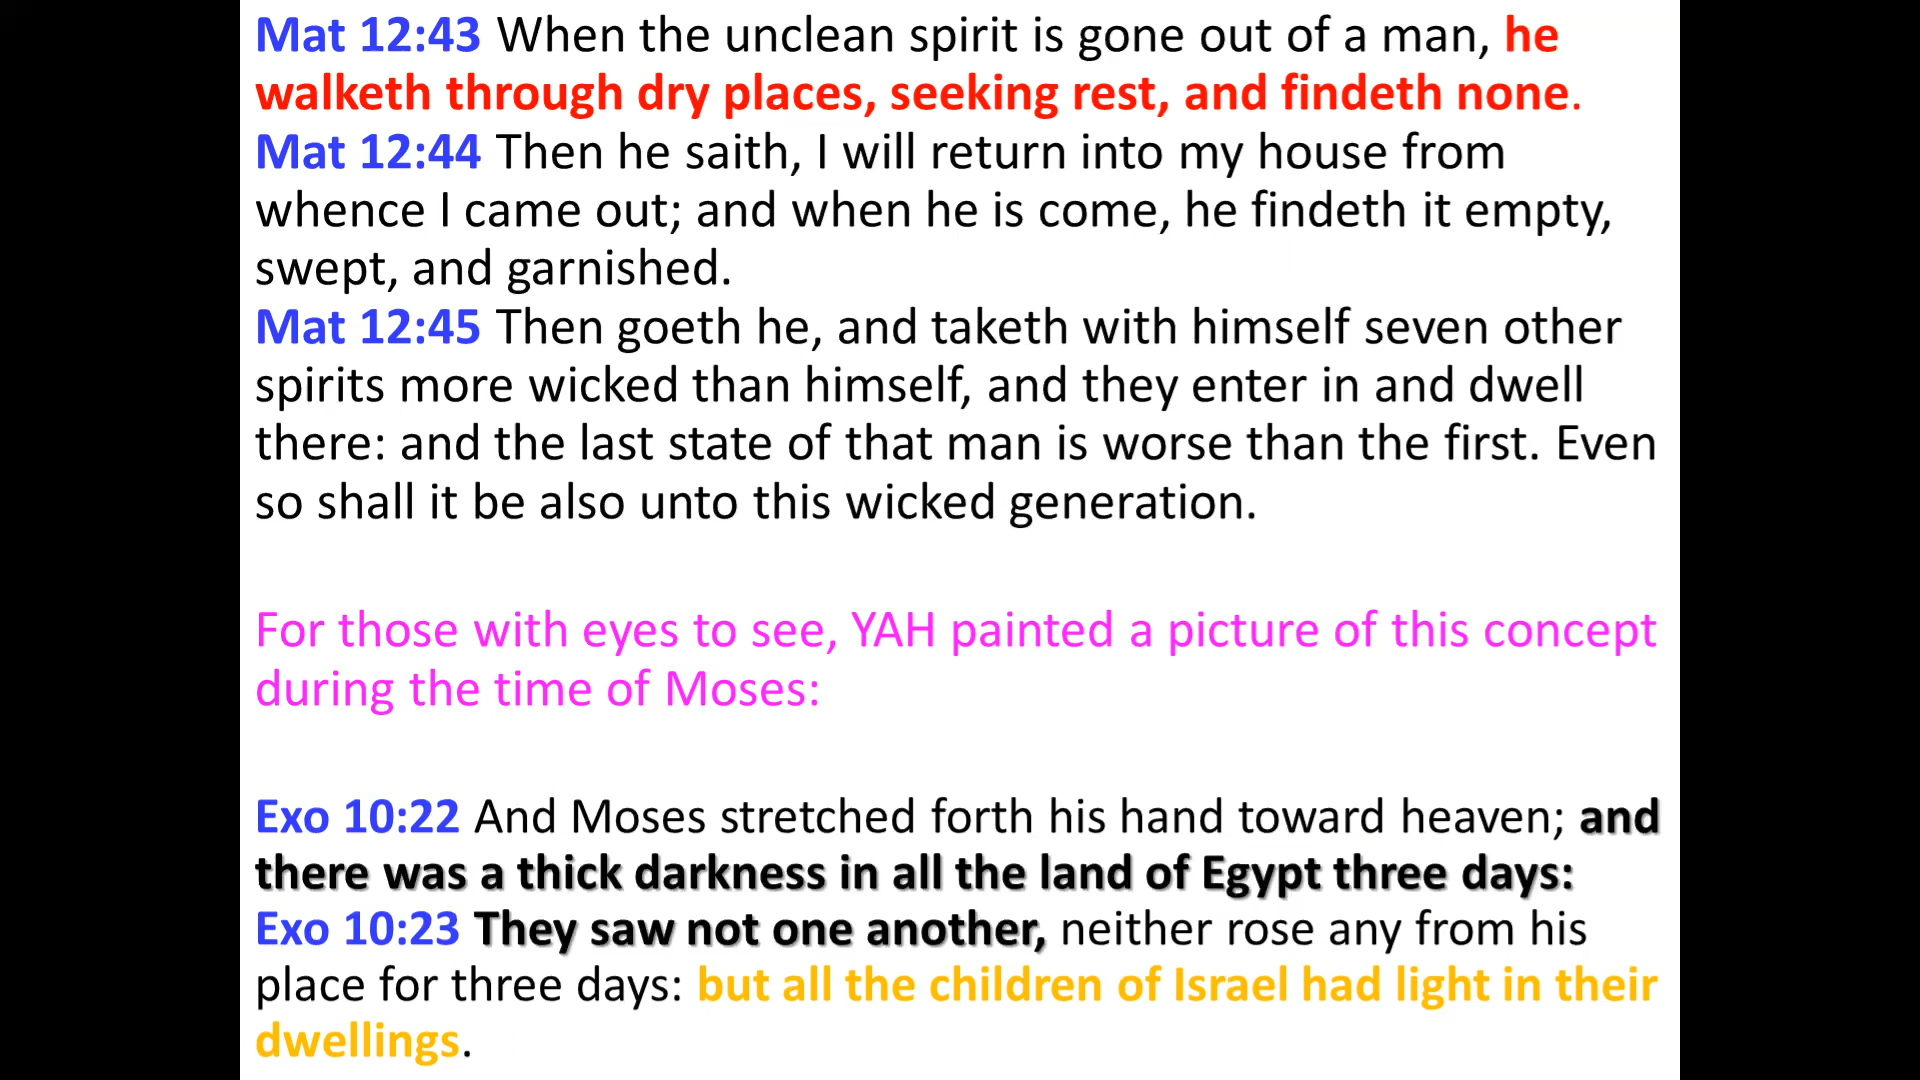 Mat 12:43 When the unclean spirit is gone out of a man, he
walketh through dry places, seeking rest, and findeth none.
Mat 12:44 Then he saith, I will return into my house from
whence I came out; and when he is come, he findeth it empty,
swept, and garnished.
Mat 12:45 Then goeth he, and taketh with himself seven other
spirits more wicked than himself, and they enter in and dwell
there: and the last state of that man is worse than the first. Even
so shall it be also unto this wicked generation.
For those with eyes to see, YAH painted a picture of this concept
during the time of Moses:
Exo 10:22 And Moses stretched forth his hand toward heaven; and
there was a thick darkness in all the land of Egypt three days:
Exo 10:23 They saw not one another, neither rose any from his
place for three days: but all the children of Israel had light in their
dwellings.